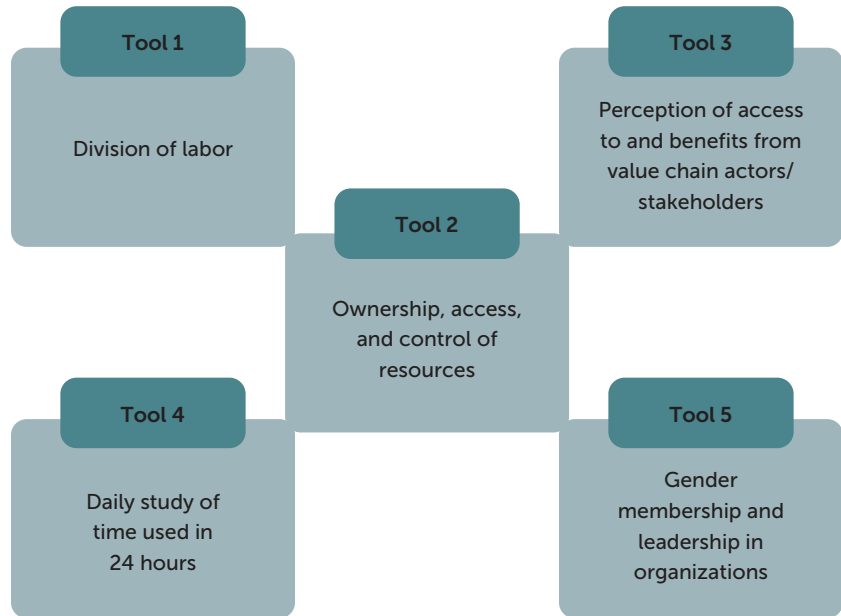 Tool 1
Division of labor
Tool 2
Ownership, access,
and control of
resources
Tool 3
Perception of access
to and benefits from
value chain actors/
stakeholders
Tool 4
Daily study of
time used in
24 hours
Tool 5
Gender
membership and
leadership in
organizations